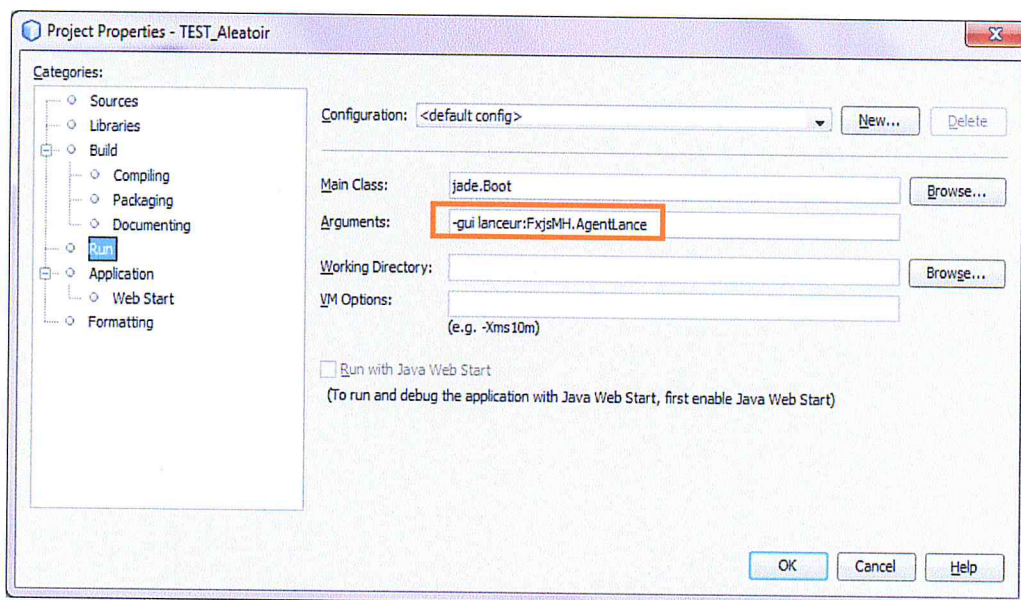 Project Properties - TEST_Aleatoir
Categories:
Sources
Libraries
Build
Compiling
Packaging
Documenting
Run
Application
Web Start
Formatting
Configuration: <default config>
New...
Delete
Main Class: jade.Boot
Browse...
Arguments: -gui lanceur:FxjsMH.AgentLance
Working Directory:
Browse...
VM Options:
(e.g. -Xms10m)
Run with Java Web Start
(To run and debug the application with Java Web Start, first enable Java Web Start)
OK
Cancel
Help